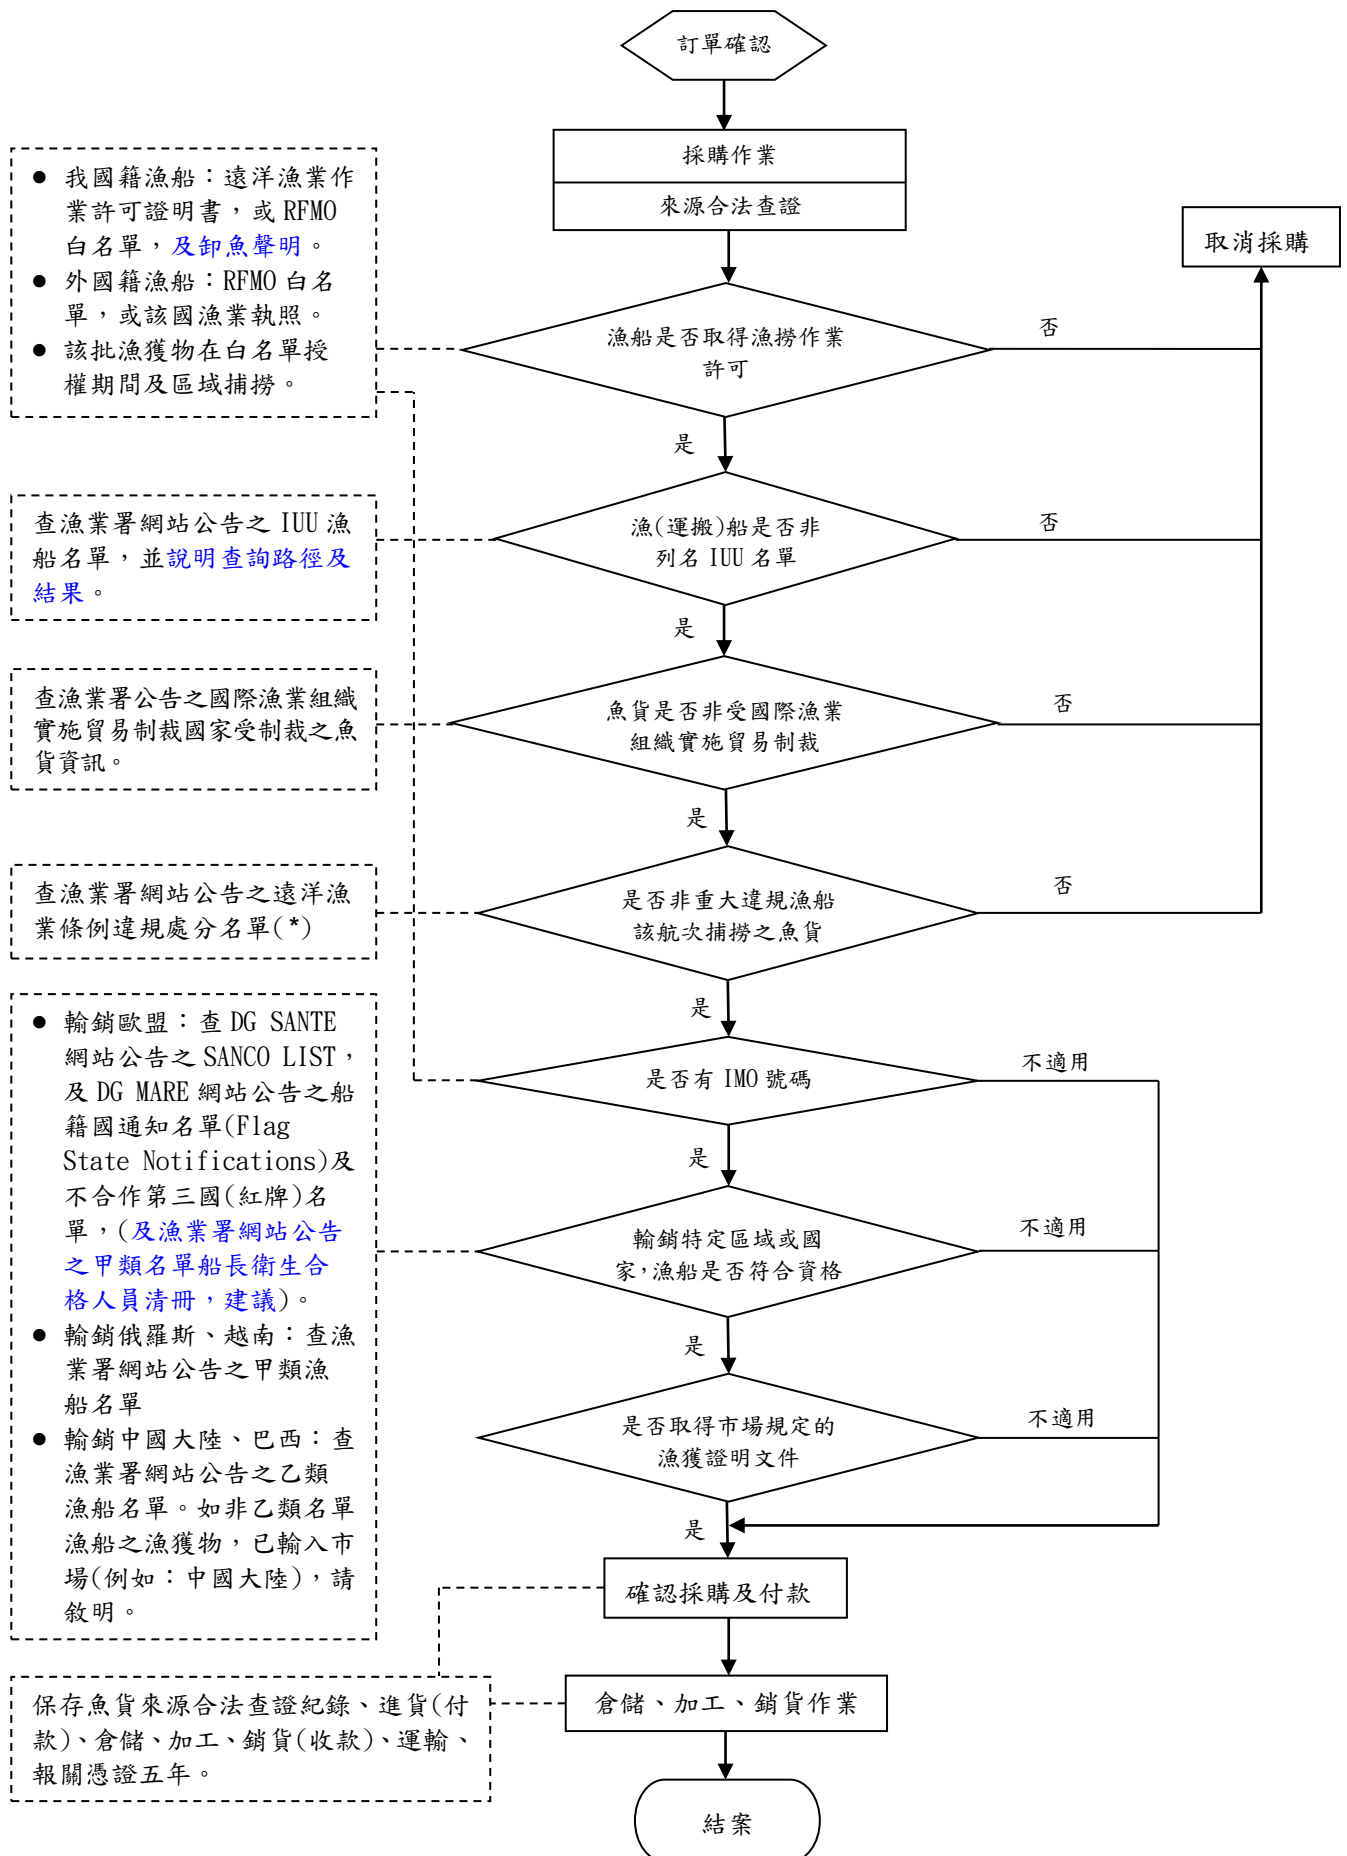 訂單確認
採購作業
來源合法查證
取消採購
● 我國籍漁船：遠洋漁業作
業許可證明書，或 RFMO
白名單，及卸魚聲明。
● 外國籍漁船：RFMO 白名
單，或該國漁業執照。
● 該批漁獲物在白名單授
權期間及區域捕撈。
漁船是否取得漁撈作業
許可
否
是
查漁業署網站公告之 IUU 漁
船名單，並說明查詢路徑及
結果。
漁(運搬)船是否非
列名 IUU 名單
否
是
查漁業署公告之國際漁業組織
實施貿易制裁國家受制裁之魚
貨資訊。
魚貨是否非受國際漁業
組織實施貿易制裁
否
是
查漁業署網站公告之遠洋漁
業條例違規處分名單(*)
是否非重大違規漁船
該航次捕撈之魚貨
否
是
● 輸銷歐盟：查 DG SANTE
網站公告之 SANCO LIST，
及 DG MARE 網站公告之船
籍國通知名單(Flag
State Notifications)及
不合作第三國(紅牌)名
單，(及漁業署網站公告
之甲類名單船長衛生合
格人員清冊，建議)。
● 輸銷俄羅斯、越南：查漁
業署網站公告之甲類漁
船名單
● 輸銷中國大陸、巴西：查
漁業署網站公告之乙類
漁船名單。如非乙類名單
漁船之漁獲物，已輸入市
場(例如：中國大陸)，請
敘明。
是否有 IMO 號碼
不適用
是
輸銷特定區域或國
家，漁船是否符合資格
不適用
是
是否取得市場規定的
漁獲證明文件
不適用
是
確認採購及付款
保存魚貨來源合法查證紀錄、進貨(付
款)、倉儲、加工、銷貨(收款)、運輸、
報關憑證五年。
倉儲、加工、銷貨作業
結案